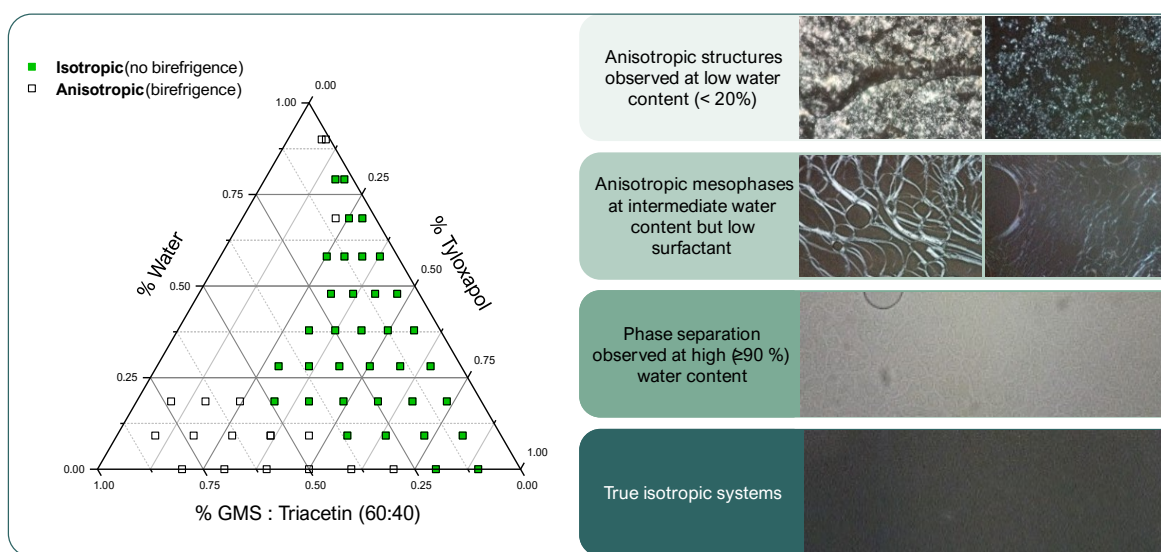 Isotropic (no birefrigence)
Anisotropic (birefrigence)
0.00
1.00
0.25
0.75
% Tyloxapol
% Water
0.50
0.50
0.75
0.25
1.00
0.00
1.00
0.75
0.50
0.25
0.00
% GMS : Triacetin (60:40)
Anisotropic structures
observed at low water
content (< 20%)
Anisotropic mesophases
at intermediate water
content but low
surfactant
Phase separation
observed at high (≥90 %)
water content
True isotropic systems